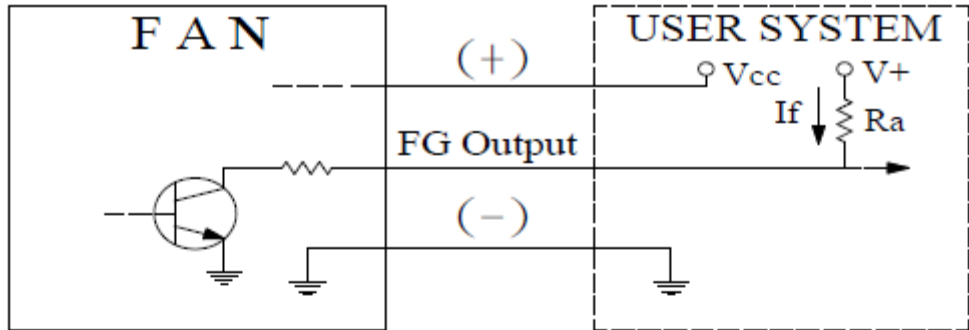 F A N
USER SYSTEM
(+)
Vcc
V+
If
Ra
FG Output
(-)